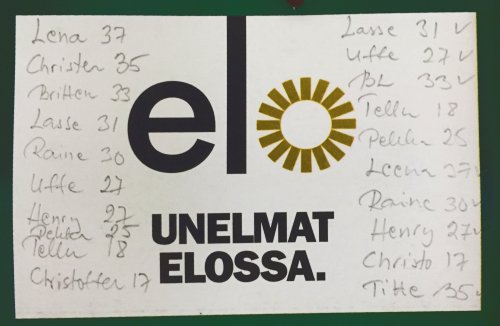 Lena 37
Christer 35
Britten 33
Lasse 31
Raine 30
Uffe 27
Henry 27
Pekka 25
Tellu 18
Christoffer 17
elo
UNELMAT
ELOSSA.
Lasse 31 ✓
Uffe 27 ✓
BL 33 ✓
Tellu 18
Pekka 25
Leena 37 ✓
Raine 30 ✓
Henry 27 ✓
Christo 17
Titte 35 ✓